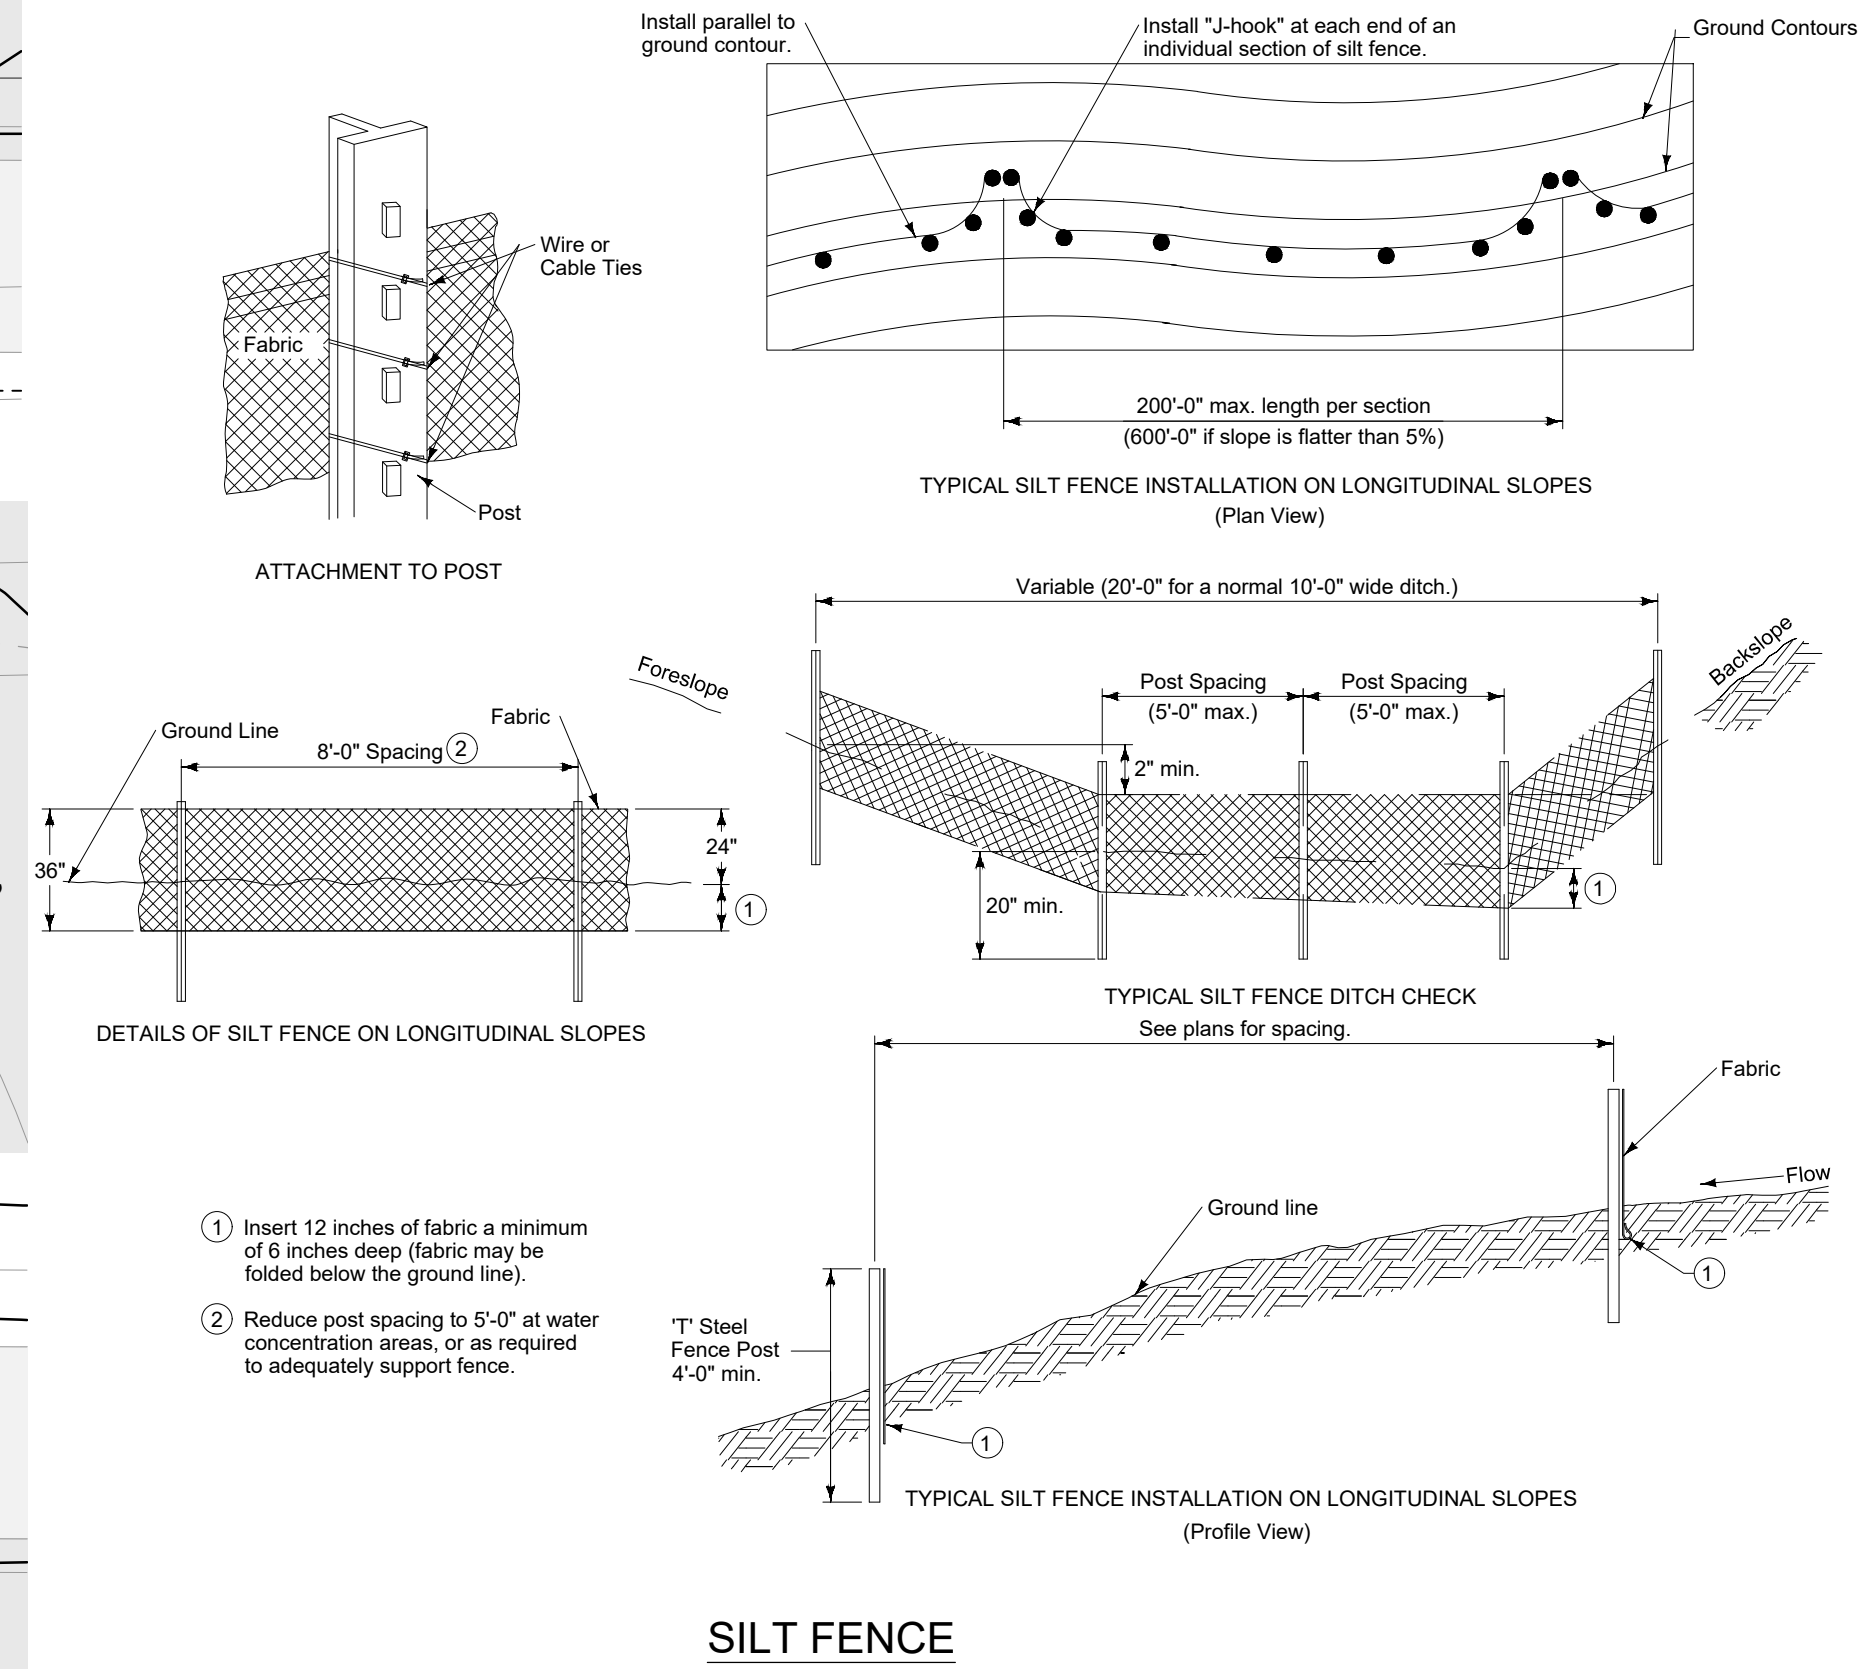 Install parallel to
ground contour.
Install "J-hook" at each end of an
individual section of silt fence.
Ground Contours
Wire or
Cable Ties
Fabric
Post
ATTACHMENT TO POST
200'-0" max. length per section
(600'-0" if slope is flatter than 5%)
TYPICAL SILT FENCE INSTALLATION ON LONGITUDINAL SLOPES
(Plan View)
Variable (20'-0" for a normal 10'-0" wide ditch.)
Foreslope
Backslope
Post Spacing
(5'-0" max.)
Post Spacing
(5'-0" max.)
2" min.
20" min.
1
TYPICAL SILT FENCE DITCH CHECK
Ground Line
Fabric
8'-0" Spacing 2
36"
24"
1
DETAILS OF SILT FENCE ON LONGITUDINAL SLOPES
See plans for spacing.
Fabric
Flow
Ground line
1
'T' Steel
Fence Post
4'-0" min.
1
TYPICAL SILT FENCE INSTALLATION ON LONGITUDINAL SLOPES
(Profile View)
1 Insert 12 inches of fabric a minimum
of 6 inches deep (fabric may be
folded below the ground line).
2 Reduce post spacing to 5'-0" at water
concentration areas, or as required
to adequately support fence.
SILT FENCE